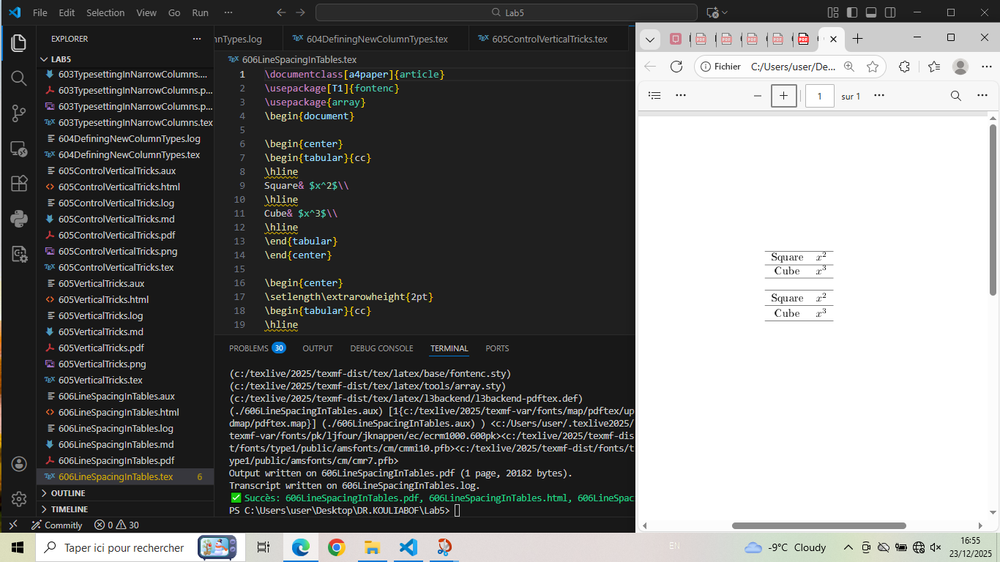 File Edit Selection View Go Run ··· Lab5
EXPLORER ···
LAB5
603TypesettingInNarrowColumns....
603TypesettingInNarrowColumns.p...
603TypesettingInNarrowColumns.p...
603TypesettingInNarrowColumns.tex
604DefiningNewColumnTypes.log
604DefiningNewColumnTypes.tex
605ControlVerticalTricks.aux
605ControlVerticalTricks.html
605ControlVerticalTricks.log
605ControlVerticalTricks.md
605ControlVerticalTricks.pdf
605ControlVerticalTricks.png
605ControlVerticalTricks.tex
605VerticalTricks.aux
605VerticalTricks.html
605VerticalTricks.log
605VerticalTricks.md
605VerticalTricks.pdf
605VerticalTricks.png
605VerticalTricks.tex
606LineSpacingInTables.aux
606LineSpacingInTables.html
606LineSpacingInTables.log
606LineSpacingInTables.md
606LineSpacingInTables.pdf
606LineSpacingInTables.tex 6
OUTLINE
TIMELINE
nnTypes.log TEX 604DefiningNewColumnTypes.tex TEX 605ControlVerticalTricks.tex
TEX 606LineSpacingInTables.tex
1 \documentclass[a4paper]{article}
2 \usepackage[T1]{fontenc}
3 \usepackage{array}
4 \begin{document}
5
6 \begin{center}
7 \begin{tabular}{cc}
8 \hline
9 Square& $x^2$\\
10 \hline
11 Cube& $x^3$\\
12 \hline
13 \end{tabular}
14 \end{center}
15
16 \begin{center}
17 \setlength\extrarowheight{2pt}
18 \begin{tabular}{cc}
19 \hline
PROBLEMS 30 OUTPUT DEBUG CONSOLE TERMINAL PORTS
(c:/texlive/2025/texmf-dist/tex/latex/base/fontenc.sty)
(c:/texlive/2025/texmf-dist/tex/latex/tools/array.sty)
(c:/texlive/2025/texmf-dist/tex/latex/l3backend/l3backend-pdftex.def)
(./606LineSpacingInTables.aux) [1{c:/texlive/2025/texmf-var/fonts/map/pdftex/up
dmap/pdftex.map}] (./606LineSpacingInTables.aux) ) <c:/Users/user/.texlive2025/
texmf-var/fonts/pk/ljfour/jknappen/ec/ecrm1000.600pk><c:/texlive/2025/texmf-dis
t/fonts/type1/public/amsfonts/cm/cmmi10.pfb><c:/texlive/2025/texmf-dist/fonts/t
ype1/public/amsfonts/cm/cmr7.pfb>
Output written on 606LineSpacingInTables.pdf (1 page, 20182 bytes).
Transcript written on 606LineSpacingInTables.log.
✅ Succès: 606LineSpacingInTables.pdf, 606LineSpacingInTables.html, 606LineSpac
PS C:\Users\user\Desktop\DR.KOULIABOF\Lab5>
Commitly 0 30
Fichier C:/Users/user/De...
1 sur 1
Square x²
Cube x³
Square x²
Cube x³
Taper ici pour rechercher
EN
-9°C Cloudy
16:55
23/12/2025